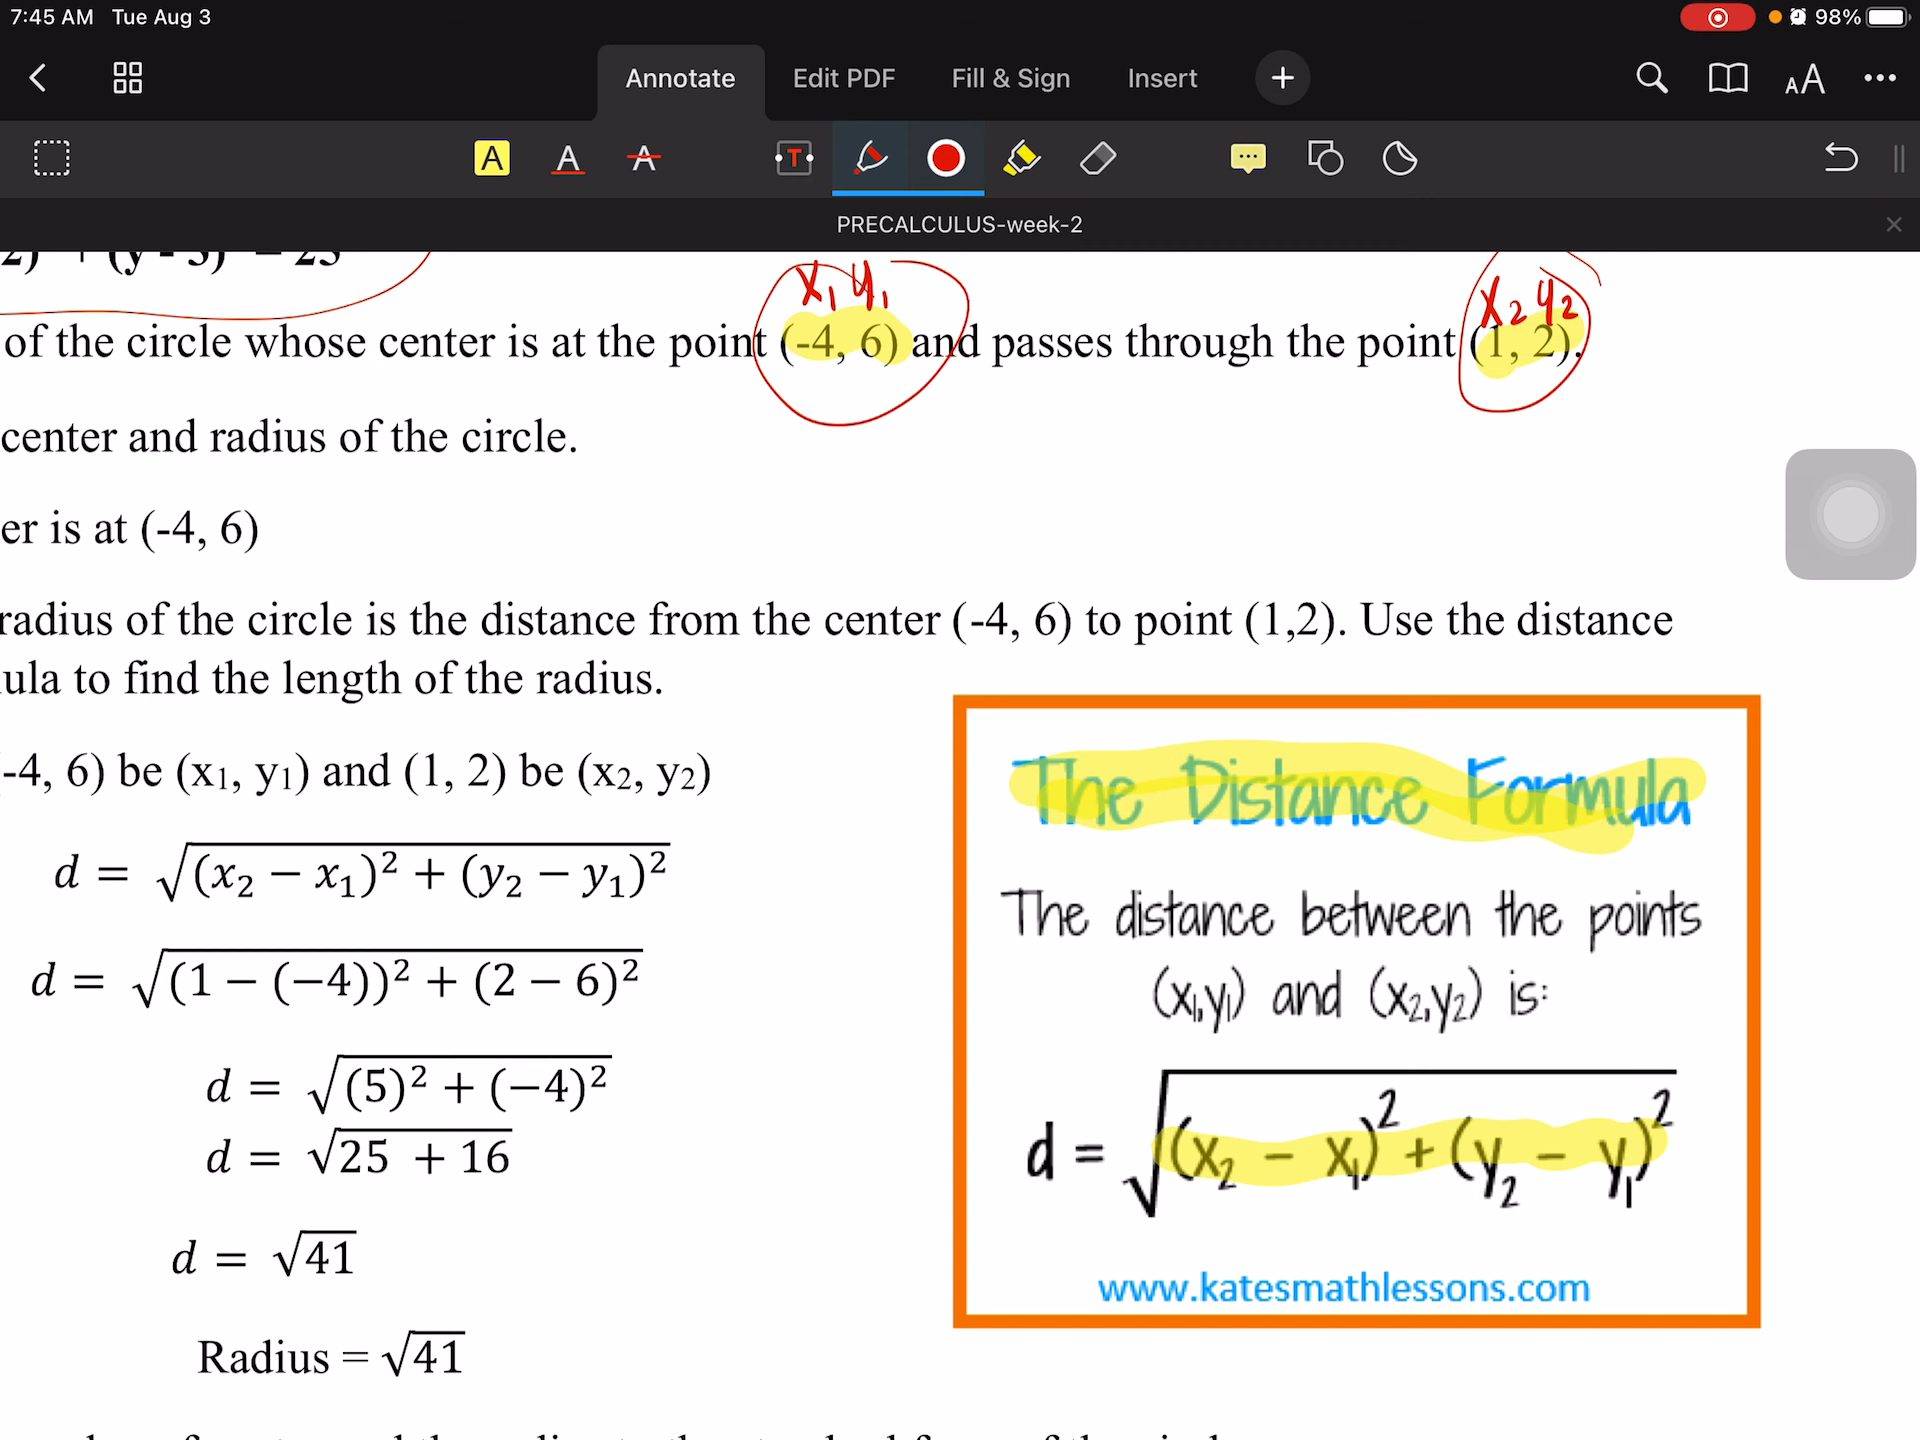 7:45 AM Tue Aug 3
98%
Annotate Edit PDF Fill & Sign Insert
AA
A A A T
PRECALCULUS-week-2
2)² + (y - 3)² = 25
x₁ y₁
x₂ y₂
of the circle whose center is at the point (-4, 6) and passes through the point (1, 2).
center and radius of the circle.
er is at (-4, 6)
radius of the circle is the distance from the center (-4, 6) to point (1,2). Use the distance
ula to find the length of the radius.
-4, 6) be (x₁, y₁) and (1, 2) be (x₂, y₂)
d = √(x₂ − x₁)² + (y₂ − y₁)²
d = √(1 − (−4))² + (2 − 6)²
d = √(5)² + (−4)²
d = √25 + 16
d = √41
Radius = √41
The Distance Formula
The distance between the points
(x₁,y₁) and (x₂,y₂) is:
d = √(x₂ − x₁)² + (y₂ − y₁)²
www.katesmathlessons.com